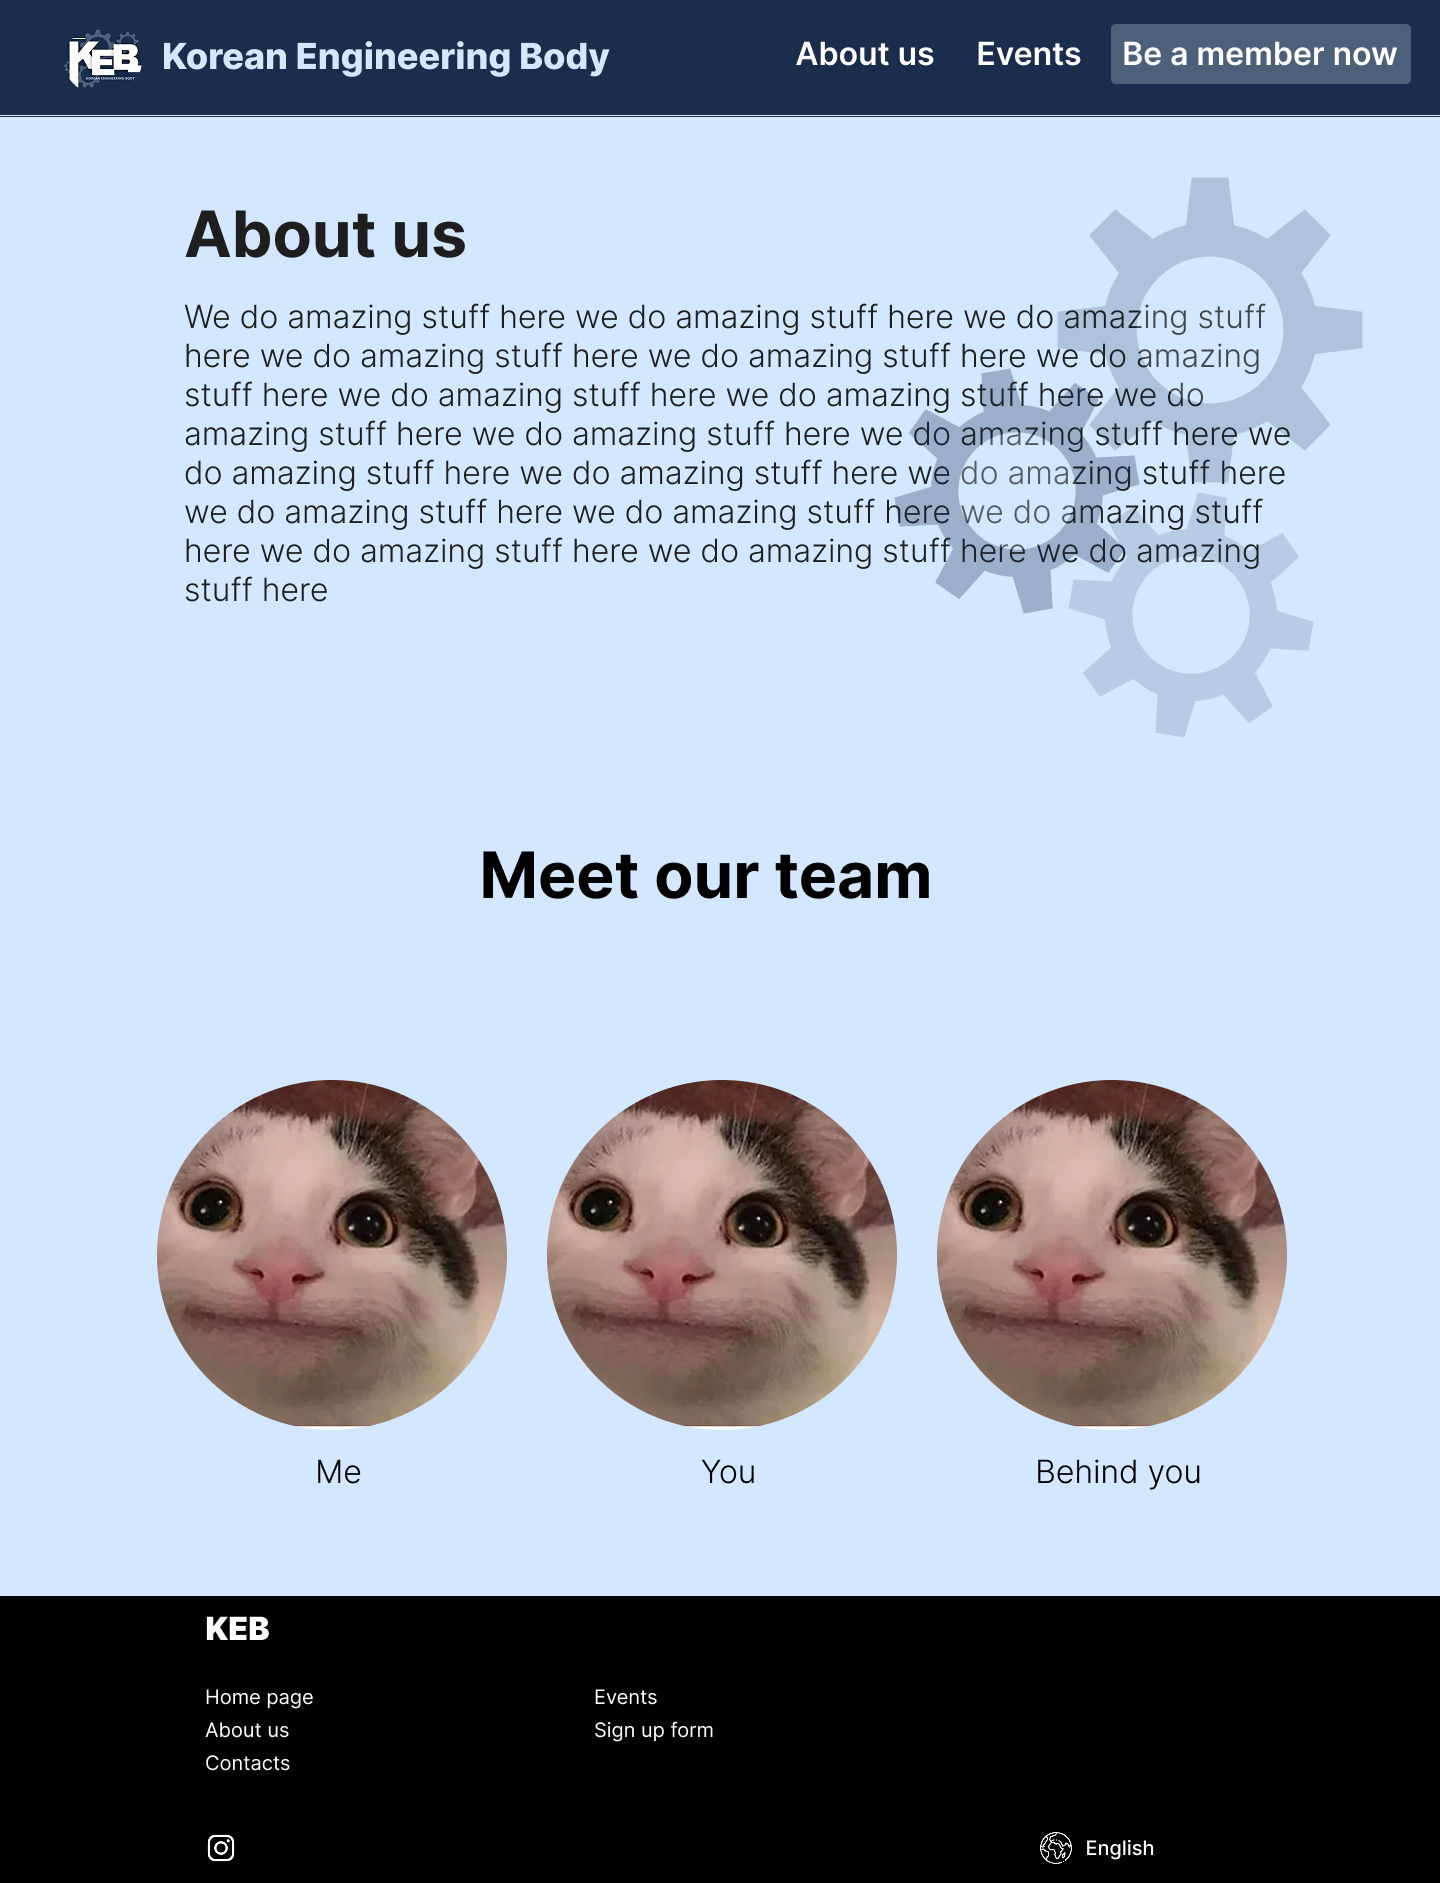 KEB
KOREAN ENGINEERING BODY
Korean Engineering Body
About us
Events
Be a member now
About us
We do amazing stuff here we do amazing stuff here we do amazing stuff
here we do amazing stuff here we do amazing stuff here we do amazing
stuff here we do amazing stuff here we do amazing stuff here we do
amazing stuff here we do amazing stuff here we do amazing stuff here we
do amazing stuff here we do amazing stuff here we do amazing stuff here
we do amazing stuff here we do amazing stuff here we do amazing stuff
here we do amazing stuff here we do amazing stuff here we do amazing
stuff here
Meet our team
Me
You
Behind you
KEB
Home page
About us
Contacts
Events
Sign up form
English